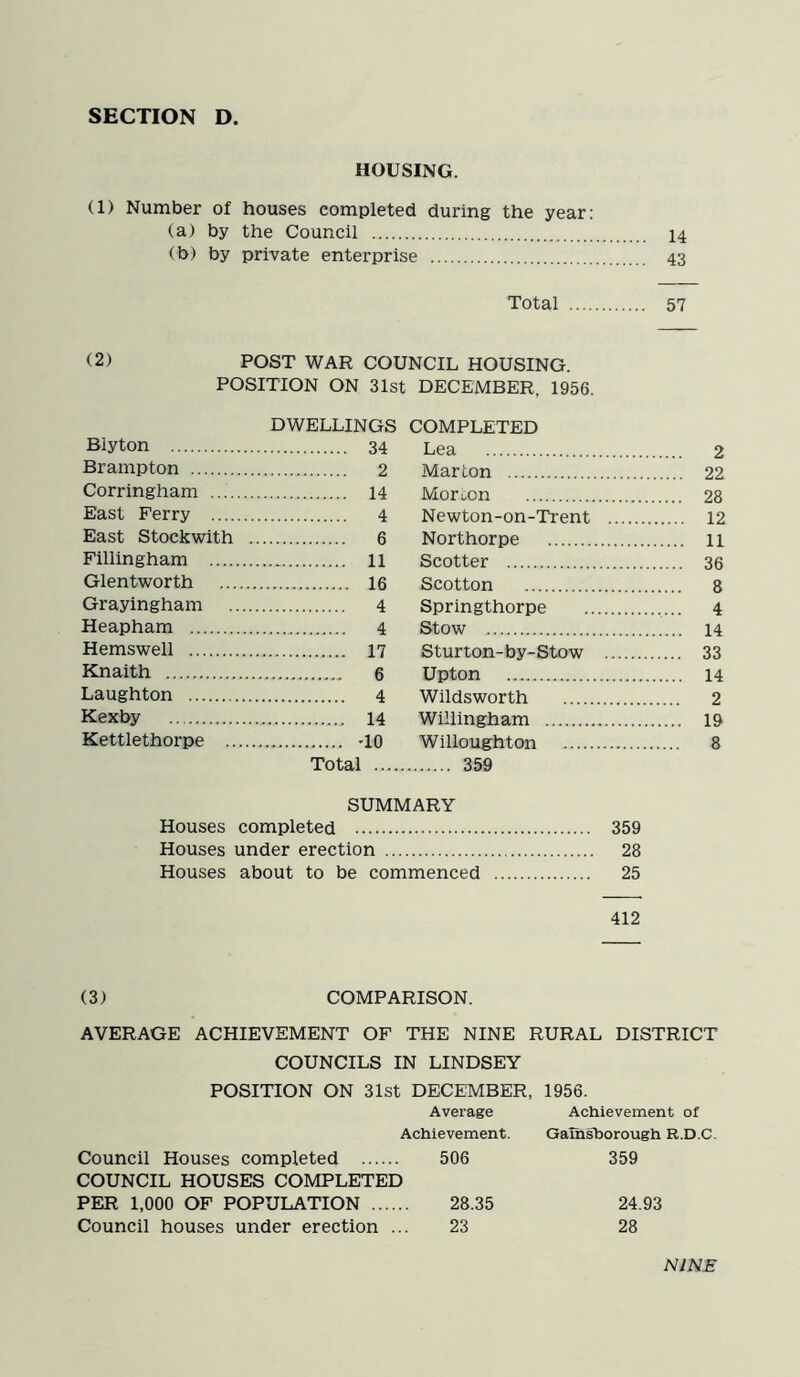 SECTION D.
HOUSING.
(1) Number of houses completed during the year:
(a) by the Council .......... 14
(b) by private enterprise .......... 43
Total .......... 57
(2) POST WAR COUNCIL HOUSING.
POSITION ON 31st DECEMBER, 1956.
DWELLINGS COMPLETED
Blyton .......... 34 Lea .......... 2
Brampton .......... 2 Marton .......... 22
Corringham .......... 14 Morton .......... 28
East Ferry .......... 4 Newton-on-Trent .......... 12
East Stockwith .......... 6 Northorpe .......... 11
Fillingham .......... 11 Scotter .......... 36
Glentworth .......... 16 Scotton .......... 8
Grayingham .......... 4 Springthorpe .......... 4
Heapham .......... 4 Stow .......... 14
Hemswell .......... 17 Sturton-by-Stow .......... 33
Knaith .......... 6 Upton .......... 14
Laughton .......... 4 Wildsworth .......... 2
Kexby .......... 14 Willingham .......... 19
Kettlethorpe .......... 10 Willoughton .......... 8
Total .......... 359
SUMMARY
Houses completed .......... 359
Houses under erection .......... 28
Houses about to be commenced .......... 25
412
(3) COMPARISON.
AVERAGE ACHIEVEMENT OF THE NINE RURAL DISTRICT
COUNCILS IN LINDSEY
POSITION ON 31st DECEMBER, 1956.
Average Achievement of
Achievement. Gainsborough R.D.C.
Council Houses completed ...... 506 359
COUNCIL HOUSES COMPLETED
PER 1,000 OF POPULATION ...... 28.35 24.93
Council houses under erection ... 23 28
NINE